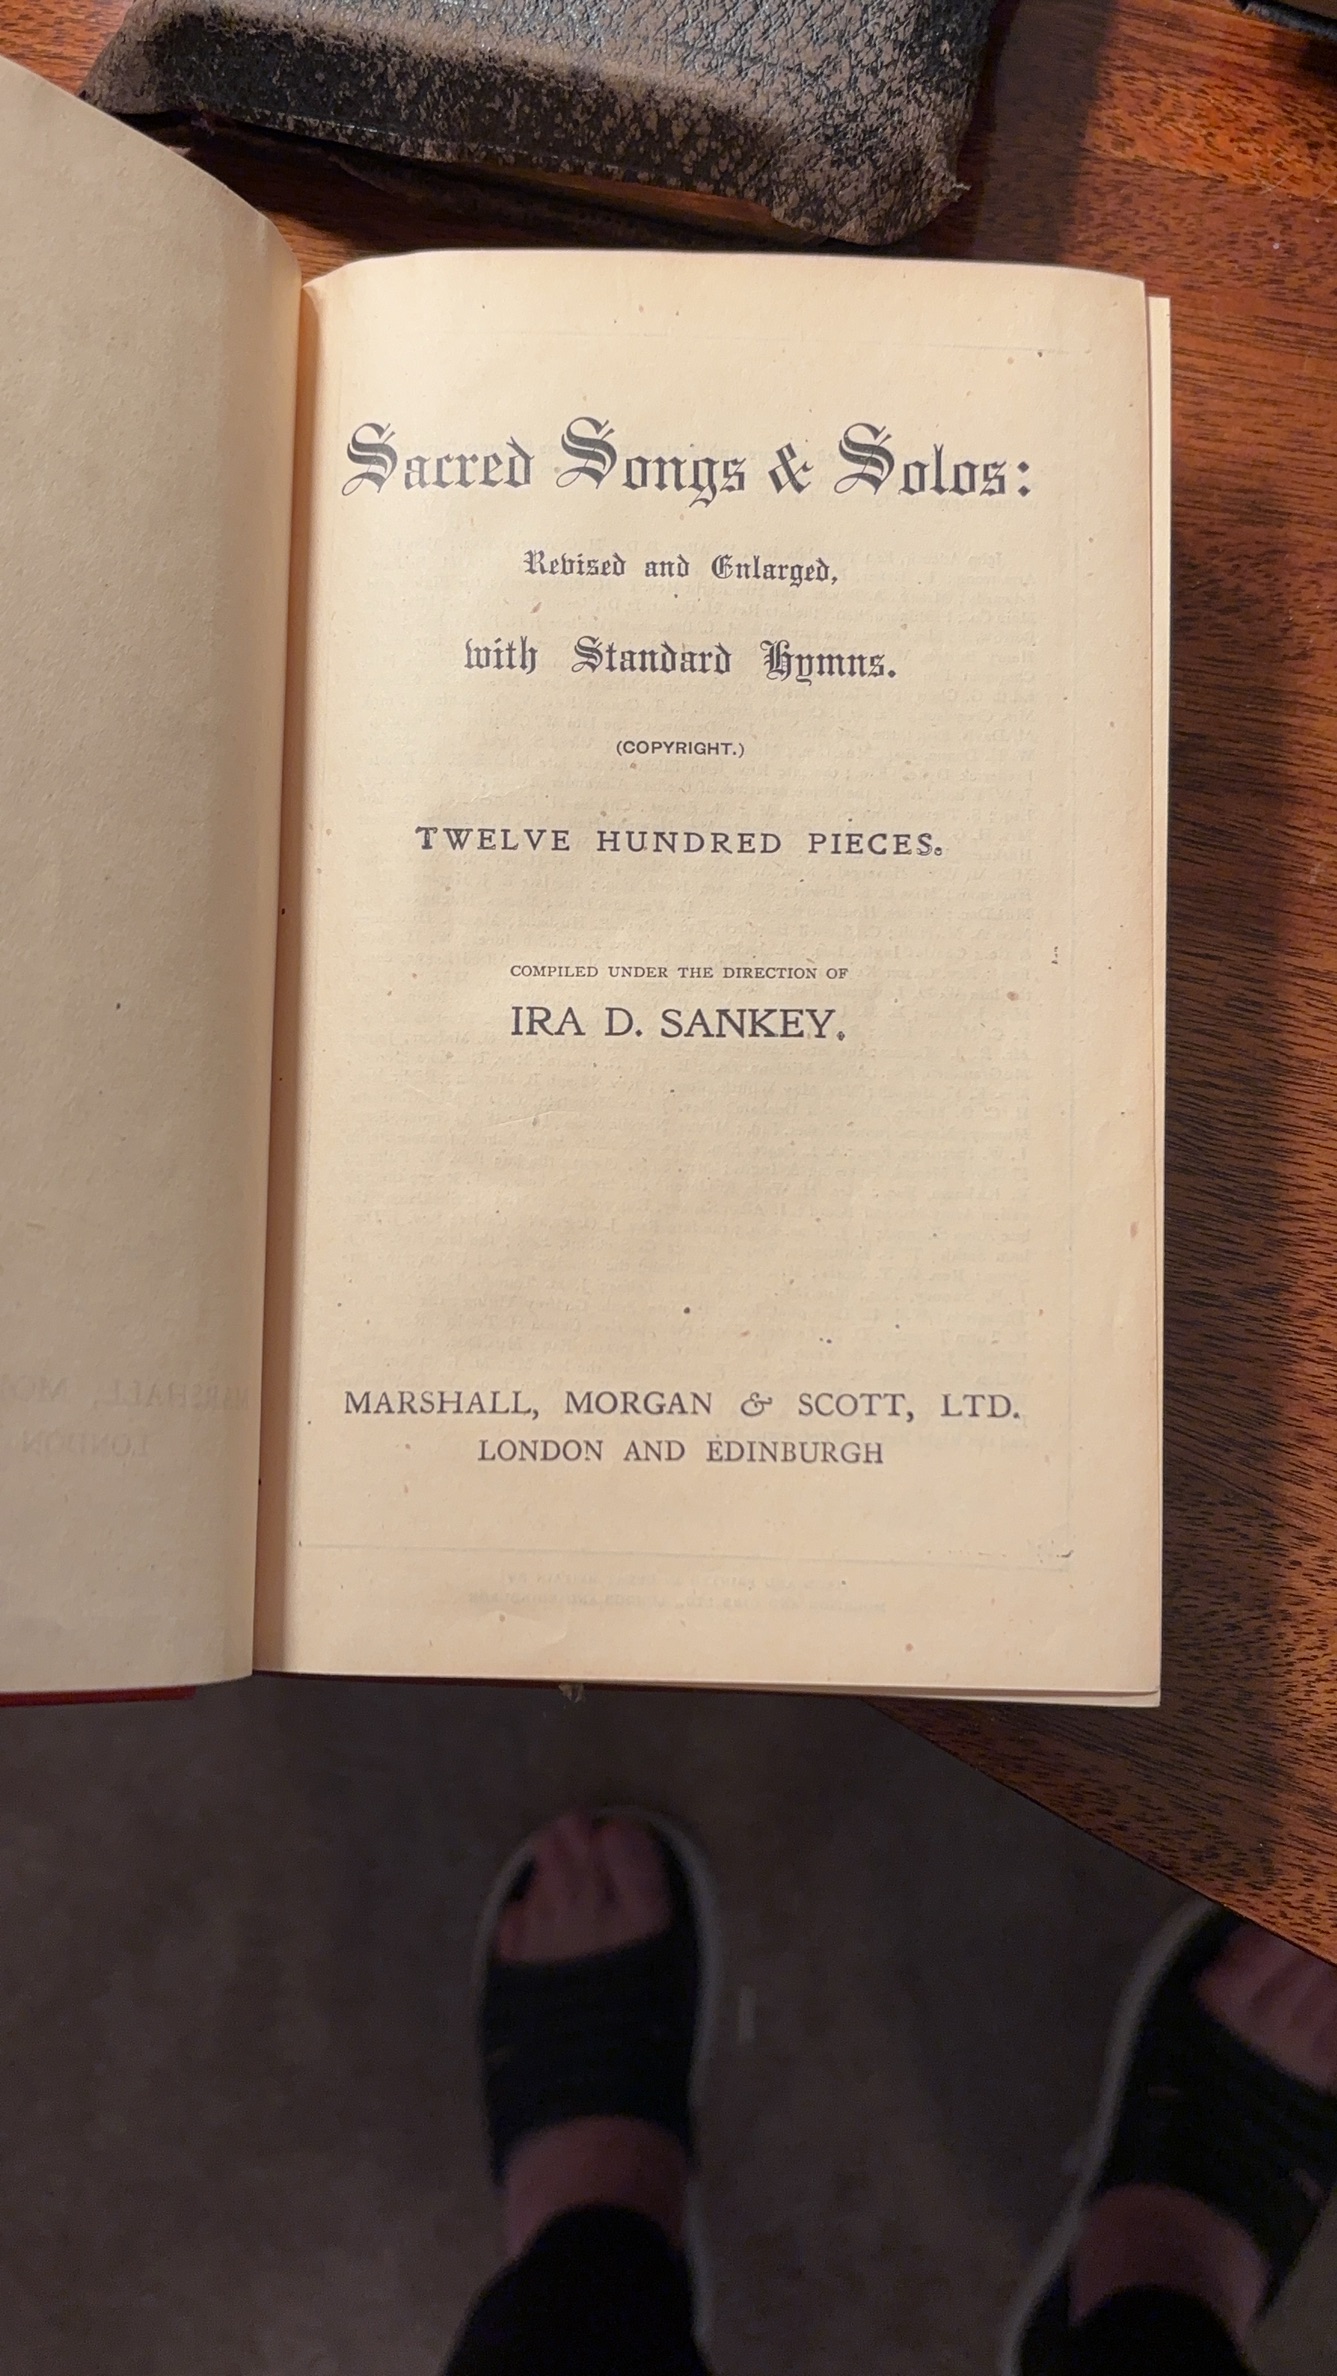 Sacred Songs & Solos:
Revised and Enlarged,
with Standard Hymns.
(COPYRIGHT.)
TWELVE HUNDRED PIECES.
COMPILED UNDER THE DIRECTION OF
IRA D. SANKEY.
MARSHALL, MORGAN & SCOTT, LTD.
LONDON AND EDINBURGH